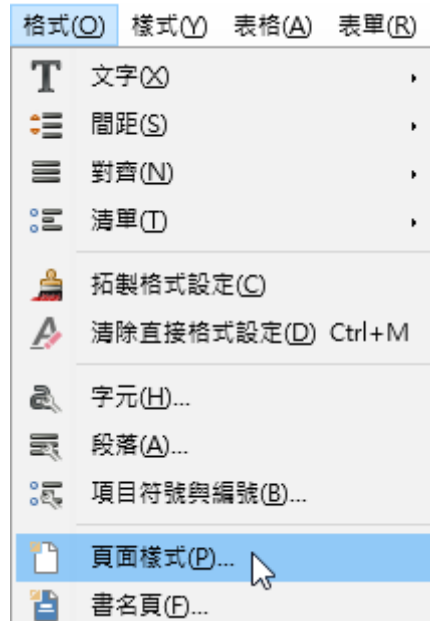 格式(O) 樣式(Y) 表格(A) 表單(R)
文字(X)
間距(S)
對齊(N)
清單(T)
拓製格式設定(C)
清除直接格式設定(D) Ctrl+M
字元(H)...
段落(A)...
項目符號與編號(B)...
頁面樣式(P)...
書名頁(F)...